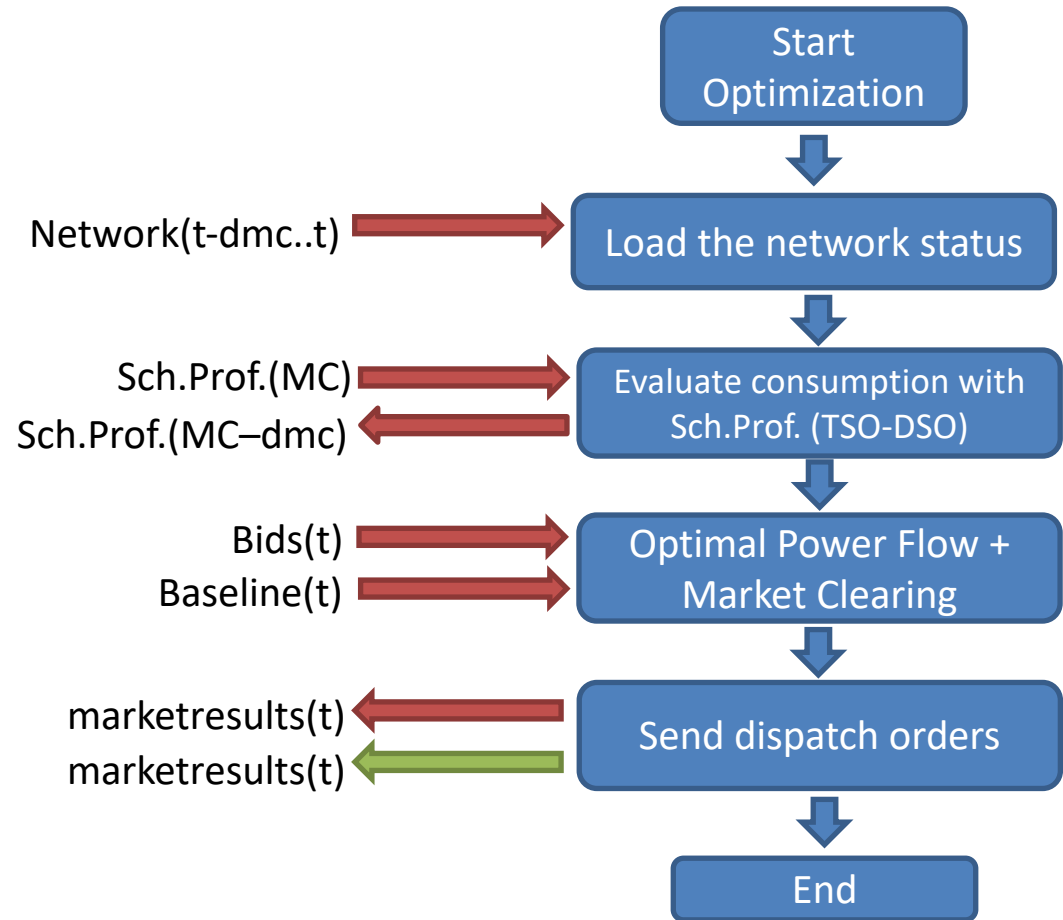 Start
Optimization
Network(t-dmc..t)
Load the network status
Sch.Prof.(MC)
Sch.Prof.(MC–dmc)
Evaluate consumption with
Sch.Prof. (TSO-DSO)
Bids(t)
Baseline(t)
Optimal Power Flow +
Market Clearing
marketresults(t)
marketresults(t)
Send dispatch orders
End